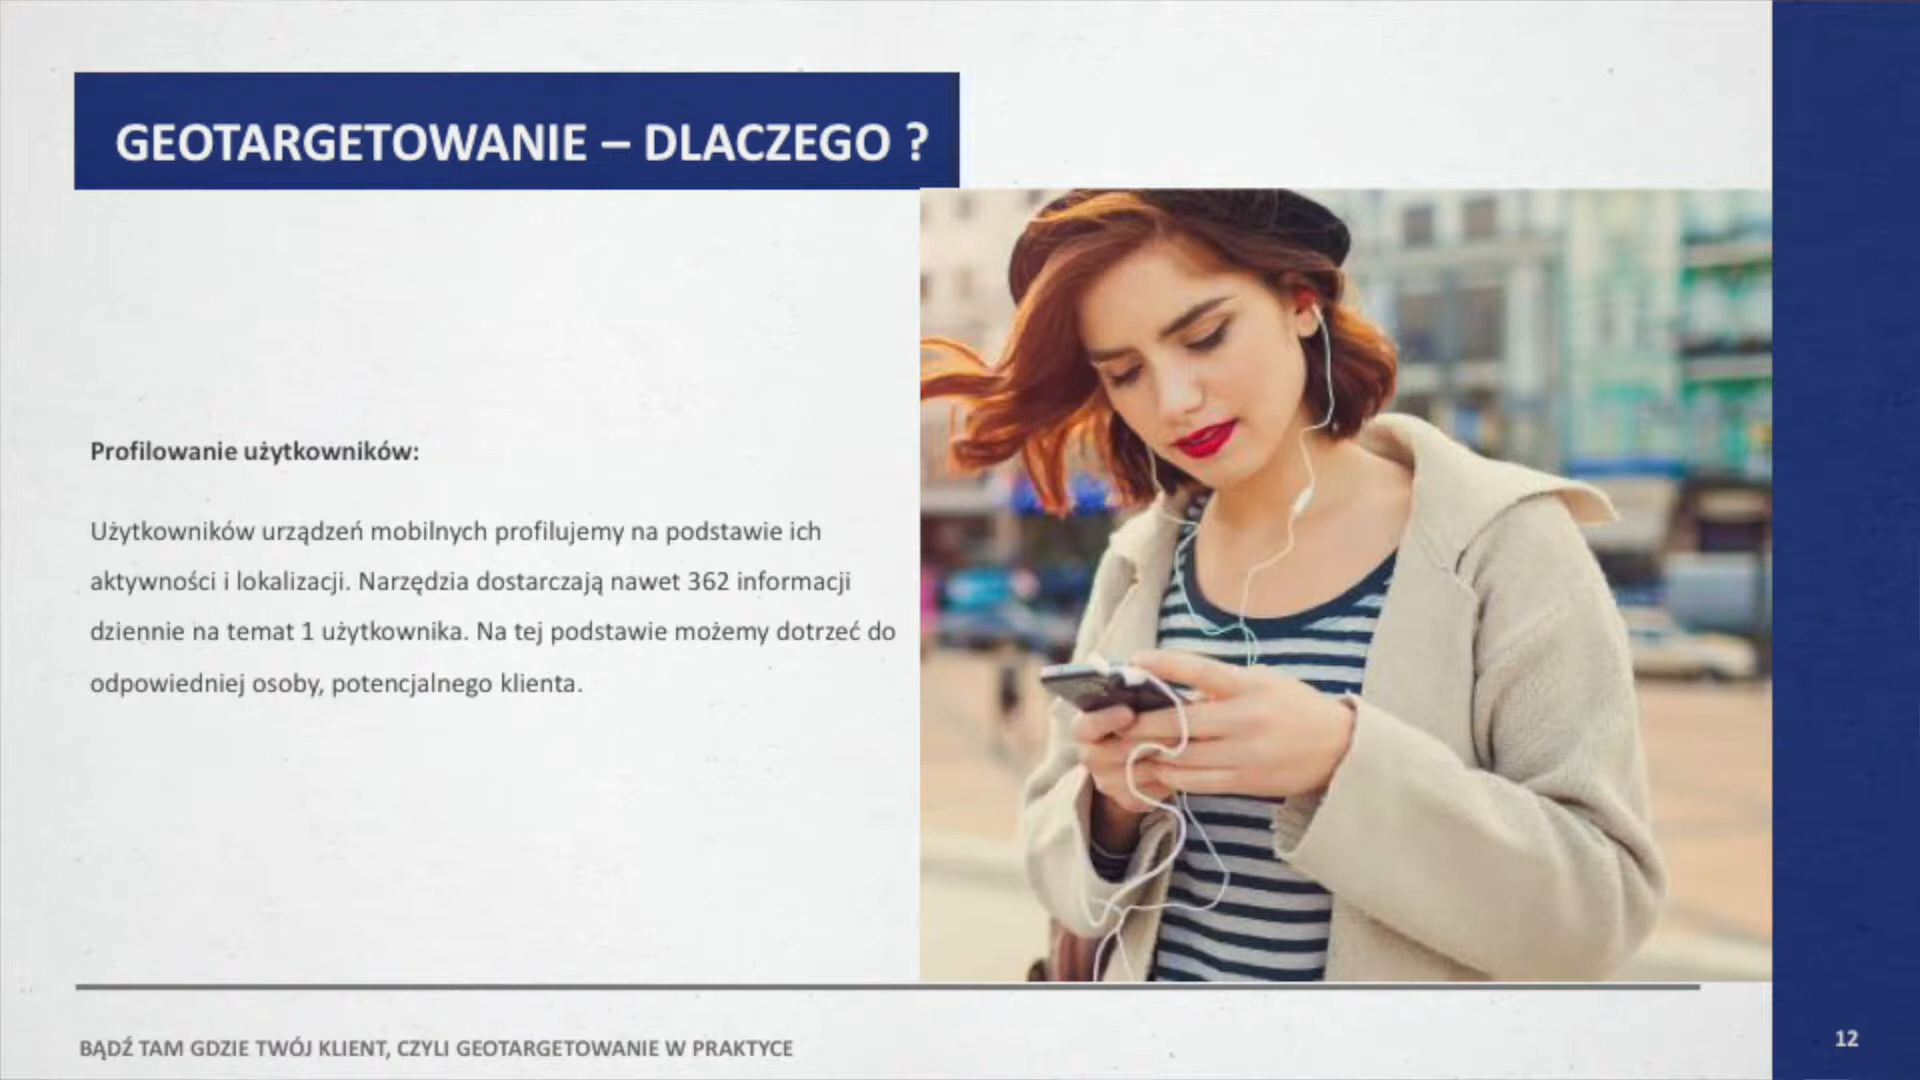 GEOTARGETOWANIE – DLACZEGO ?
Profilowanie użytkowników:
Użytkowników urządzeń mobilnych profilujemy na podstawie ich
aktywności i lokalizacji. Narzędzia dostarczają nawet 362 informacji
dziennie na temat 1 użytkownika. Na tej podstawie możemy dotrzeć do
odpowiedniej osoby, potencjalnego klienta.
BĄDŹ TAM GDZIE TWÓJ KLIENT, CZYLI GEOTARGETOWANIE W PRAKTYCE
12